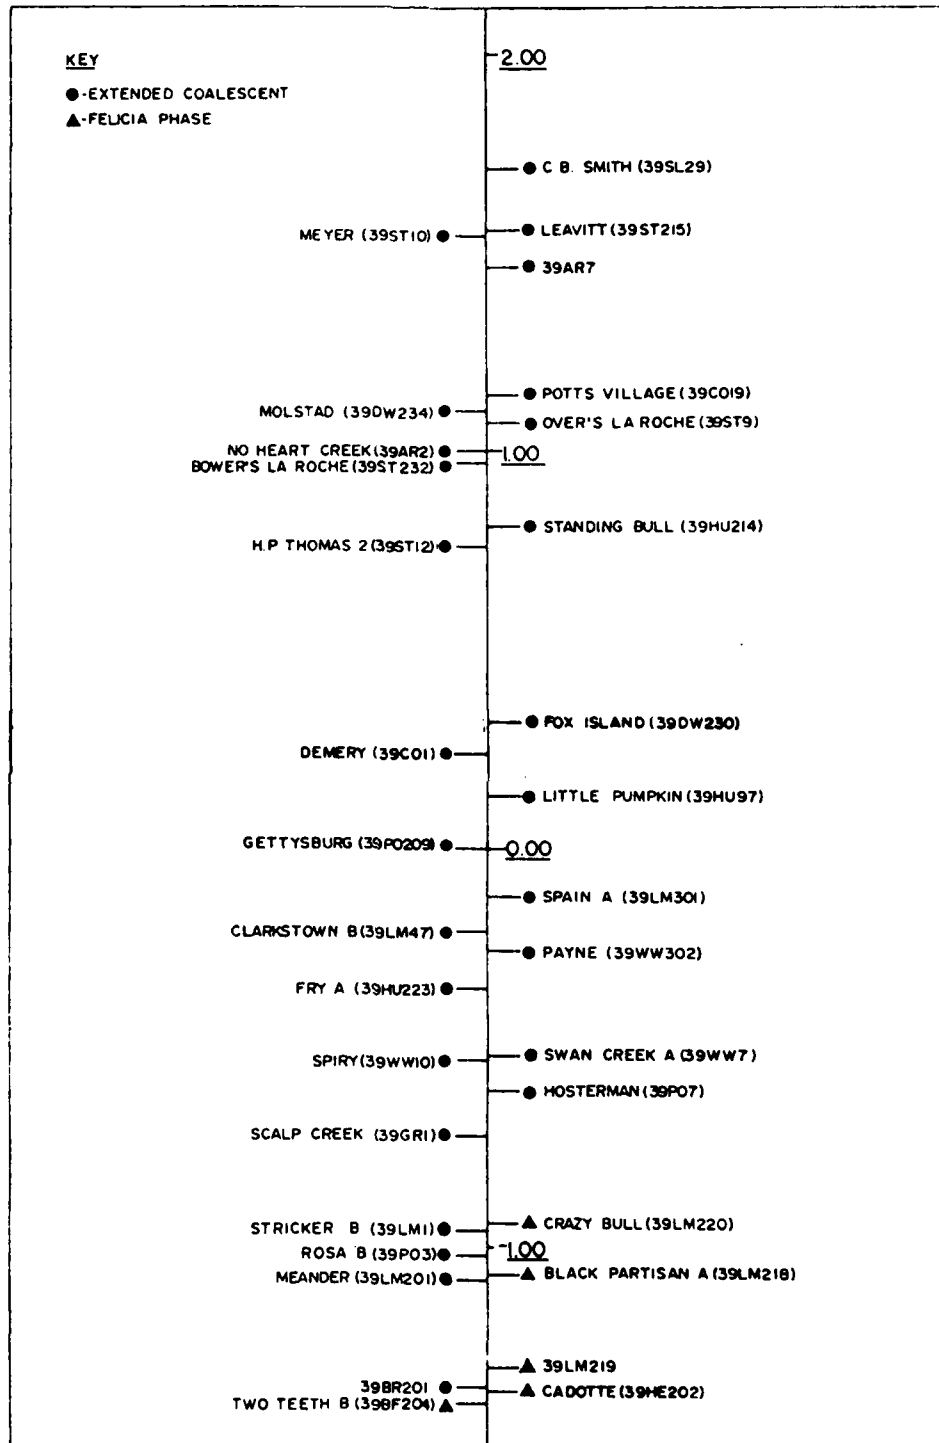 KEY
●-EXTENDED COALESCENT
▲-FELICIA PHASE
2.00
C B. SMITH (39SL29)
LEAVITT (39ST215)
MEYER (39ST10)
39AR7
POTTS VILLAGE (39CO19)
MOLSTAD (39DW234)
OVER'S LA ROCHE (39ST9)
NO HEART CREEK (39AR2)
1.00
BOWER'S LA ROCHE (39ST232)
STANDING BULL (39HU214)
H.P THOMAS 2 (39ST12)
FOX ISLAND (39DW230)
DEMERY (39CO1)
LITTLE PUMPKIN (39HU97)
GETTYSBURG (39PO209)
0.00
SPAIN A (39LM301)
CLARKSTOWN B (39LM47)
PAYNE (39WW302)
FRY A (39HU223)
SWAN CREEK A (39WW7)
SPIRY (39WW10)
HOSTERMAN (39PO7)
SCALP CREEK (39GR1)
CRAZY BULL (39LM220)
STRICKER B (39LM1)
-1.00
ROSA B (39PO3)
BLACK PARTISAN A (39LM218)
MEANDER (39LM201)
39LM219
39BR201
CADOTTE (39HE202)
TWO TEETH B (39BF204)